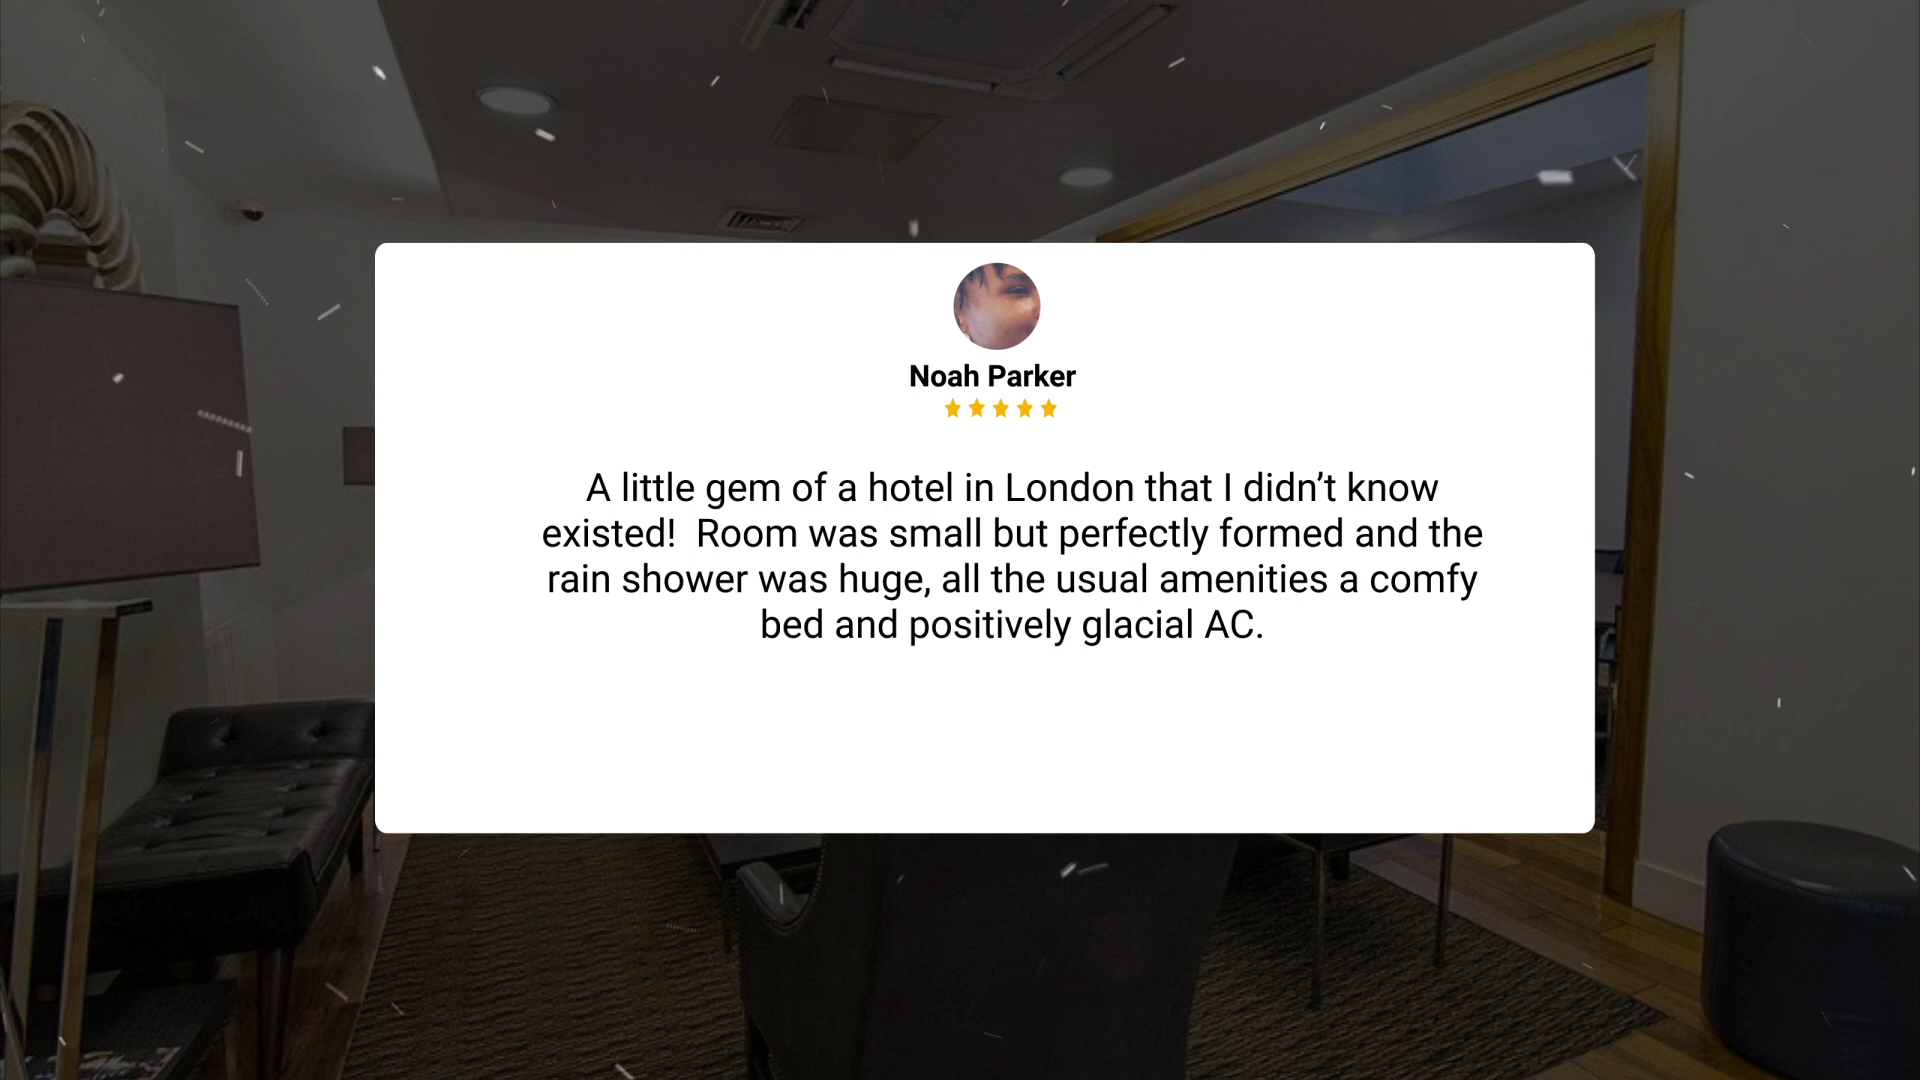 Noah Parker
A little gem of a hotel in London that I didn’t know
existed!  Room was small but perfectly formed and the
rain shower was huge, all the usual amenities a comfy
bed and positively glacial AC.